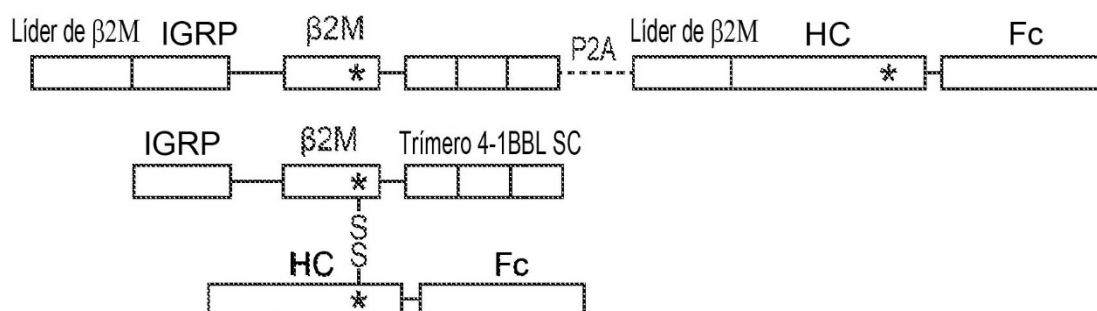 Líder de β2M IGRP β2M P2A Líder de β2M HC Fc
* *
IGRP β2M Trímero 4-1BBL SC
*
S
S
HC Fc
*